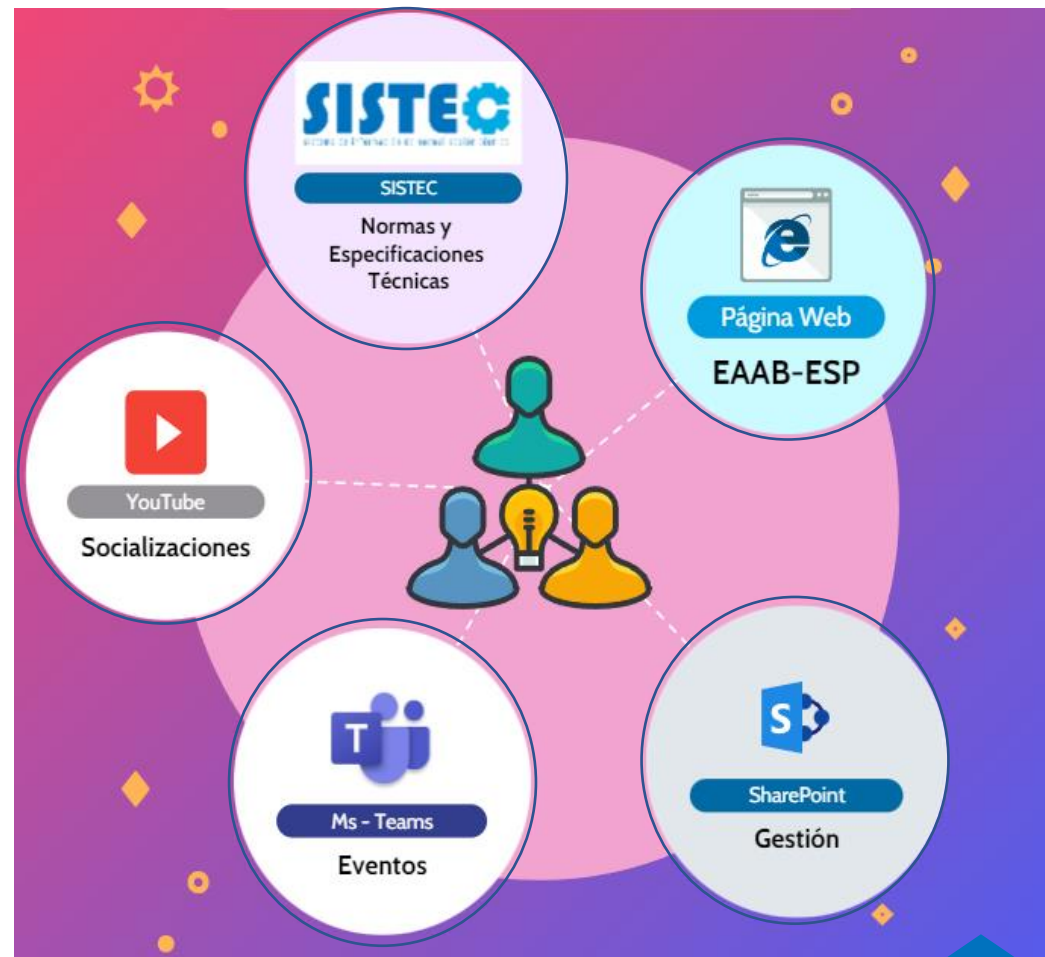 SISTEC
SISTEC
Normas y
Especificaciones
Técnicas
Página Web
EAAB-ESP
YouTube
Socializaciones
T
Ms - Teams
Eventos
S
SharePoint
Gestión